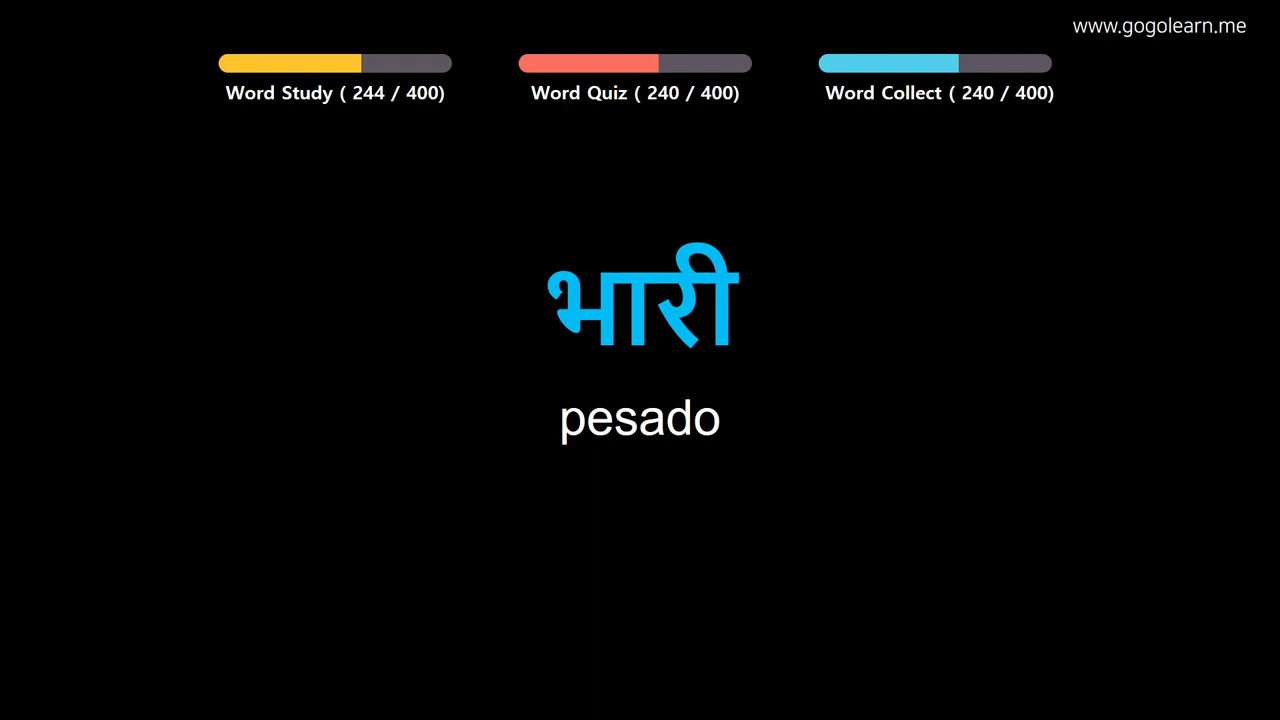 www.gogolearn.me
Word Study ( 244 / 400)
Word Quiz ( 240 / 400)
Word Collect ( 240 / 400)
भारी
pesado